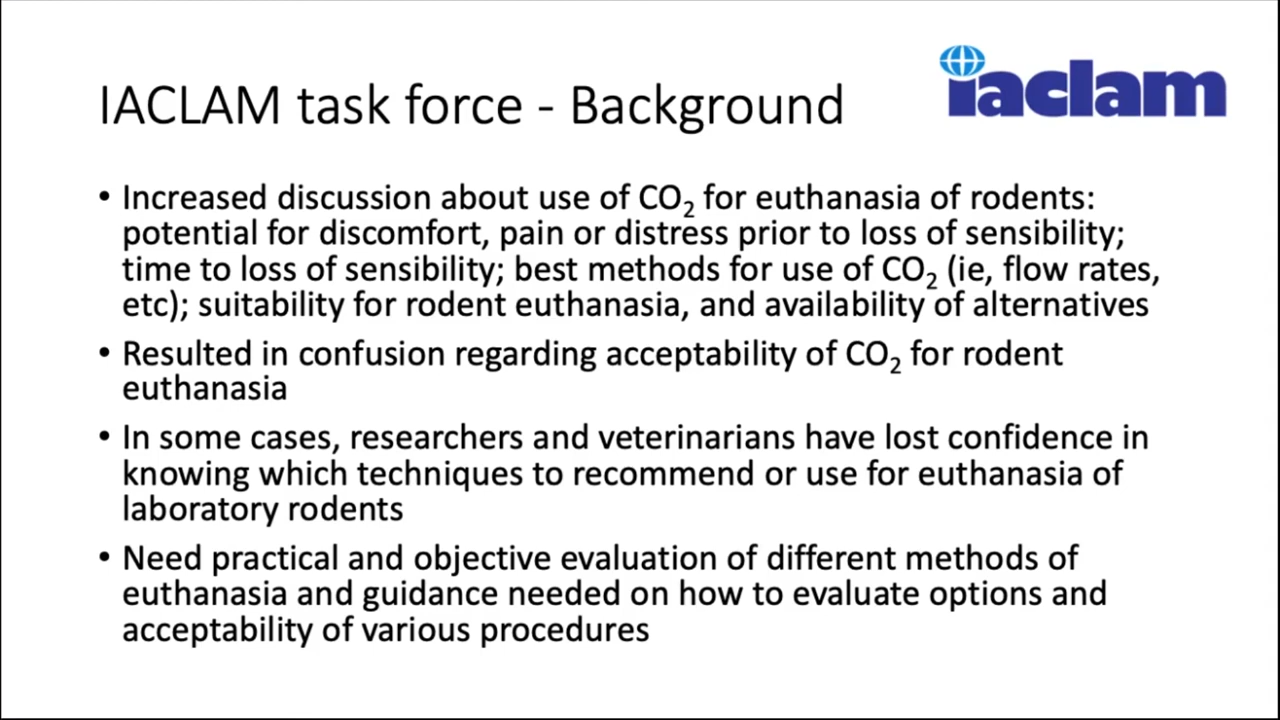 IACLAM task force - Background
iaclam
• Increased discussion about use of CO₂ for euthanasia of rodents:
potential for discomfort, pain or distress prior to loss of sensibility;
time to loss of sensibility; best methods for use of CO₂ (ie, flow rates,
etc); suitability for rodent euthanasia, and availability of alternatives
• Resulted in confusion regarding acceptability of CO₂ for rodent
euthanasia
• In some cases, researchers and veterinarians have lost confidence in
knowing which techniques to recommend or use for euthanasia of
laboratory rodents
• Need practical and objective evaluation of different methods of
euthanasia and guidance needed on how to evaluate options and
acceptability of various procedures